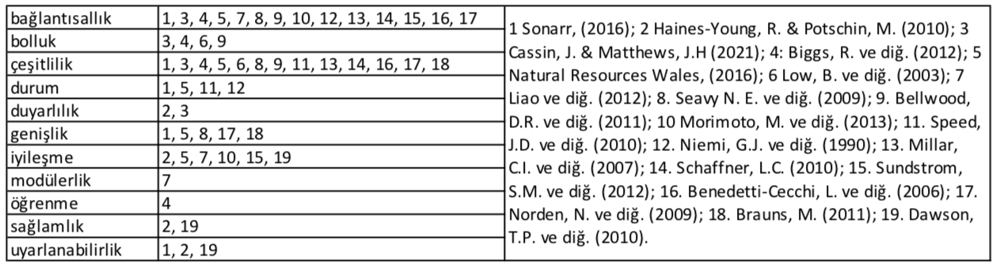 bağlantısallık 1, 3, 4, 5, 7, 8, 9, 10, 12, 13, 14, 15, 16, 17
bolluk 3, 4, 6, 9
çeşitlilik 1, 3, 4, 5, 6, 8, 9, 11, 13, 14, 16, 17, 18
durum 1, 5, 11, 12
duyarlılık 2, 3
genişlik 1, 5, 8, 17, 18
iyileşme 2, 5, 7, 10, 15, 19
modülerlik 7
öğrenme 4
sağlamlık 2, 19
uyarlanabilirlik 1, 2, 19
1 Sonarr, (2016); 2 Haines-Young, R. & Potschin, M. (2010); 3
Cassin, J. & Matthews, J.H (2021); 4: Biggs, R. ve diğ. (2012); 5
Natural Resources Wales, (2016); 6 Low, B. ve diğ. (2003); 7
Liao ve diğ. (2012); 8. Seavy N. E. ve diğ. (2009); 9. Bellwood,
D.R. ve diğ. (2011); 10 Morimoto, M. ve diğ. (2013); 11. Speed,
J.D. ve diğ. (2010); 12. Niemi, G.J. ve diğ. (1990); 13. Millar,
C.I. ve diğ. (2007); 14. Schaffner, L.C. (2010); 15. Sundstrom,
S.M. ve diğ. (2012); 16. Benedetti-Cecchi, L. ve diğ. (2006); 17.
Norden, N. ve diğ. (2009); 18. Brauns, M. (2011); 19. Dawson,
T.P. ve diğ. (2010).